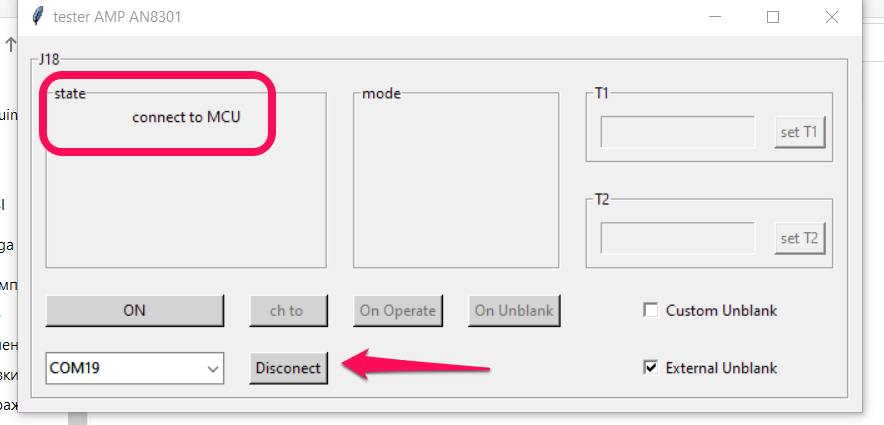 tester AMP AN8301
J18
state
connect to MCU
mode
T1
set T1
T2
set T2
ON
ch to
On Operate
On Unblank
Custom Unblank
COM19
Disconect
External Unblank